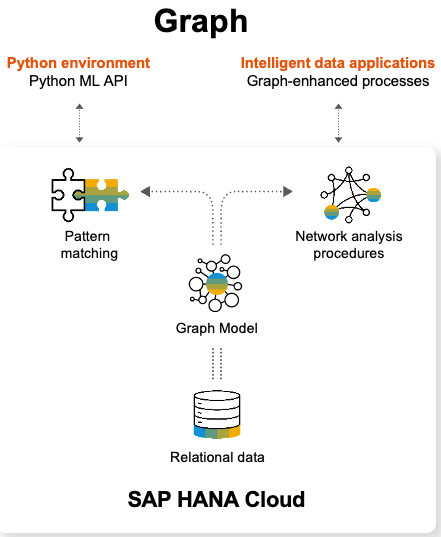 Graph
Python environment
Python ML API
Intelligent data applications
Graph-enhanced processes
Pattern
matching
Network analysis
procedures
Graph Model
Relational data
SAP HANA Cloud